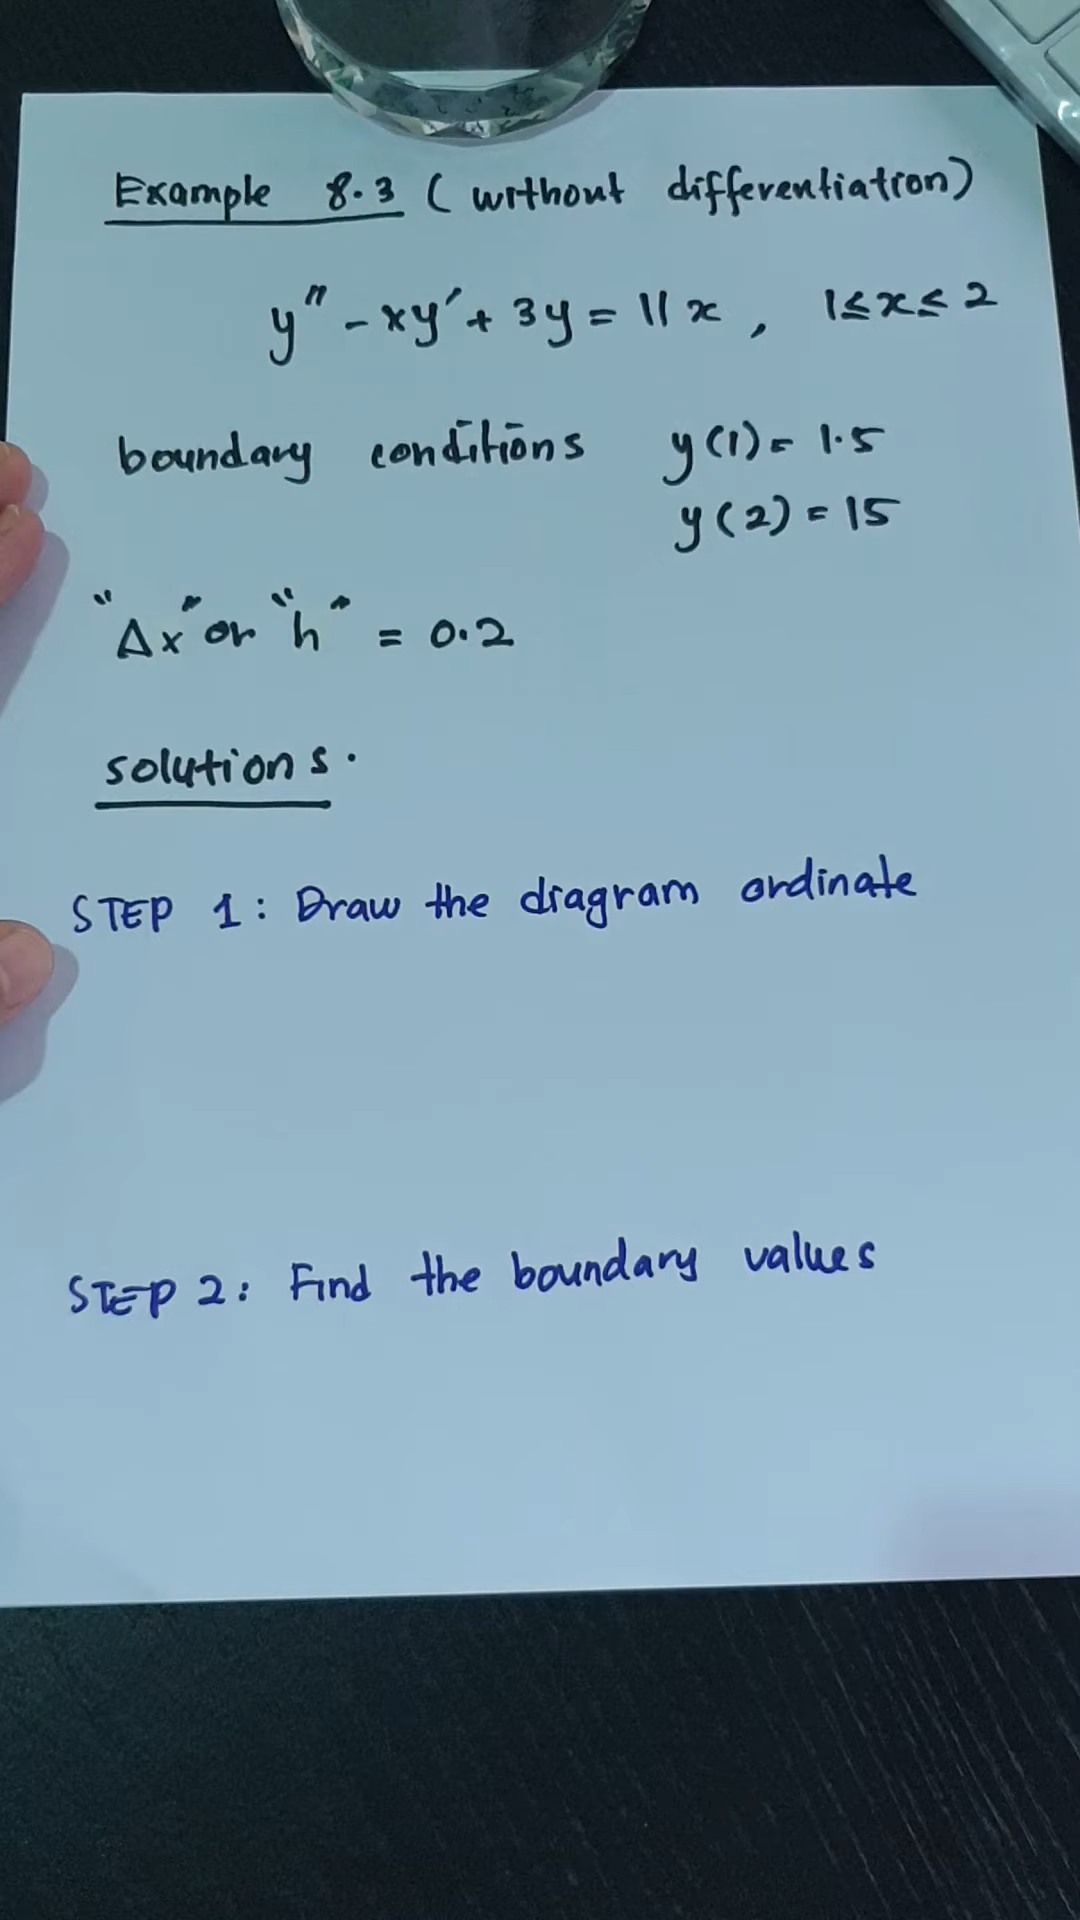 Example 8.3 (without differentiation)
y" - xy' + 3y = 11x , 1≤x≤2
boundary conditions y(1) = 1.5
y(2) = 15
"Δx" or "h" = 0.2
solutions.
STEP 1: Draw the diagram ordinate
STEP 2: Find the boundary values